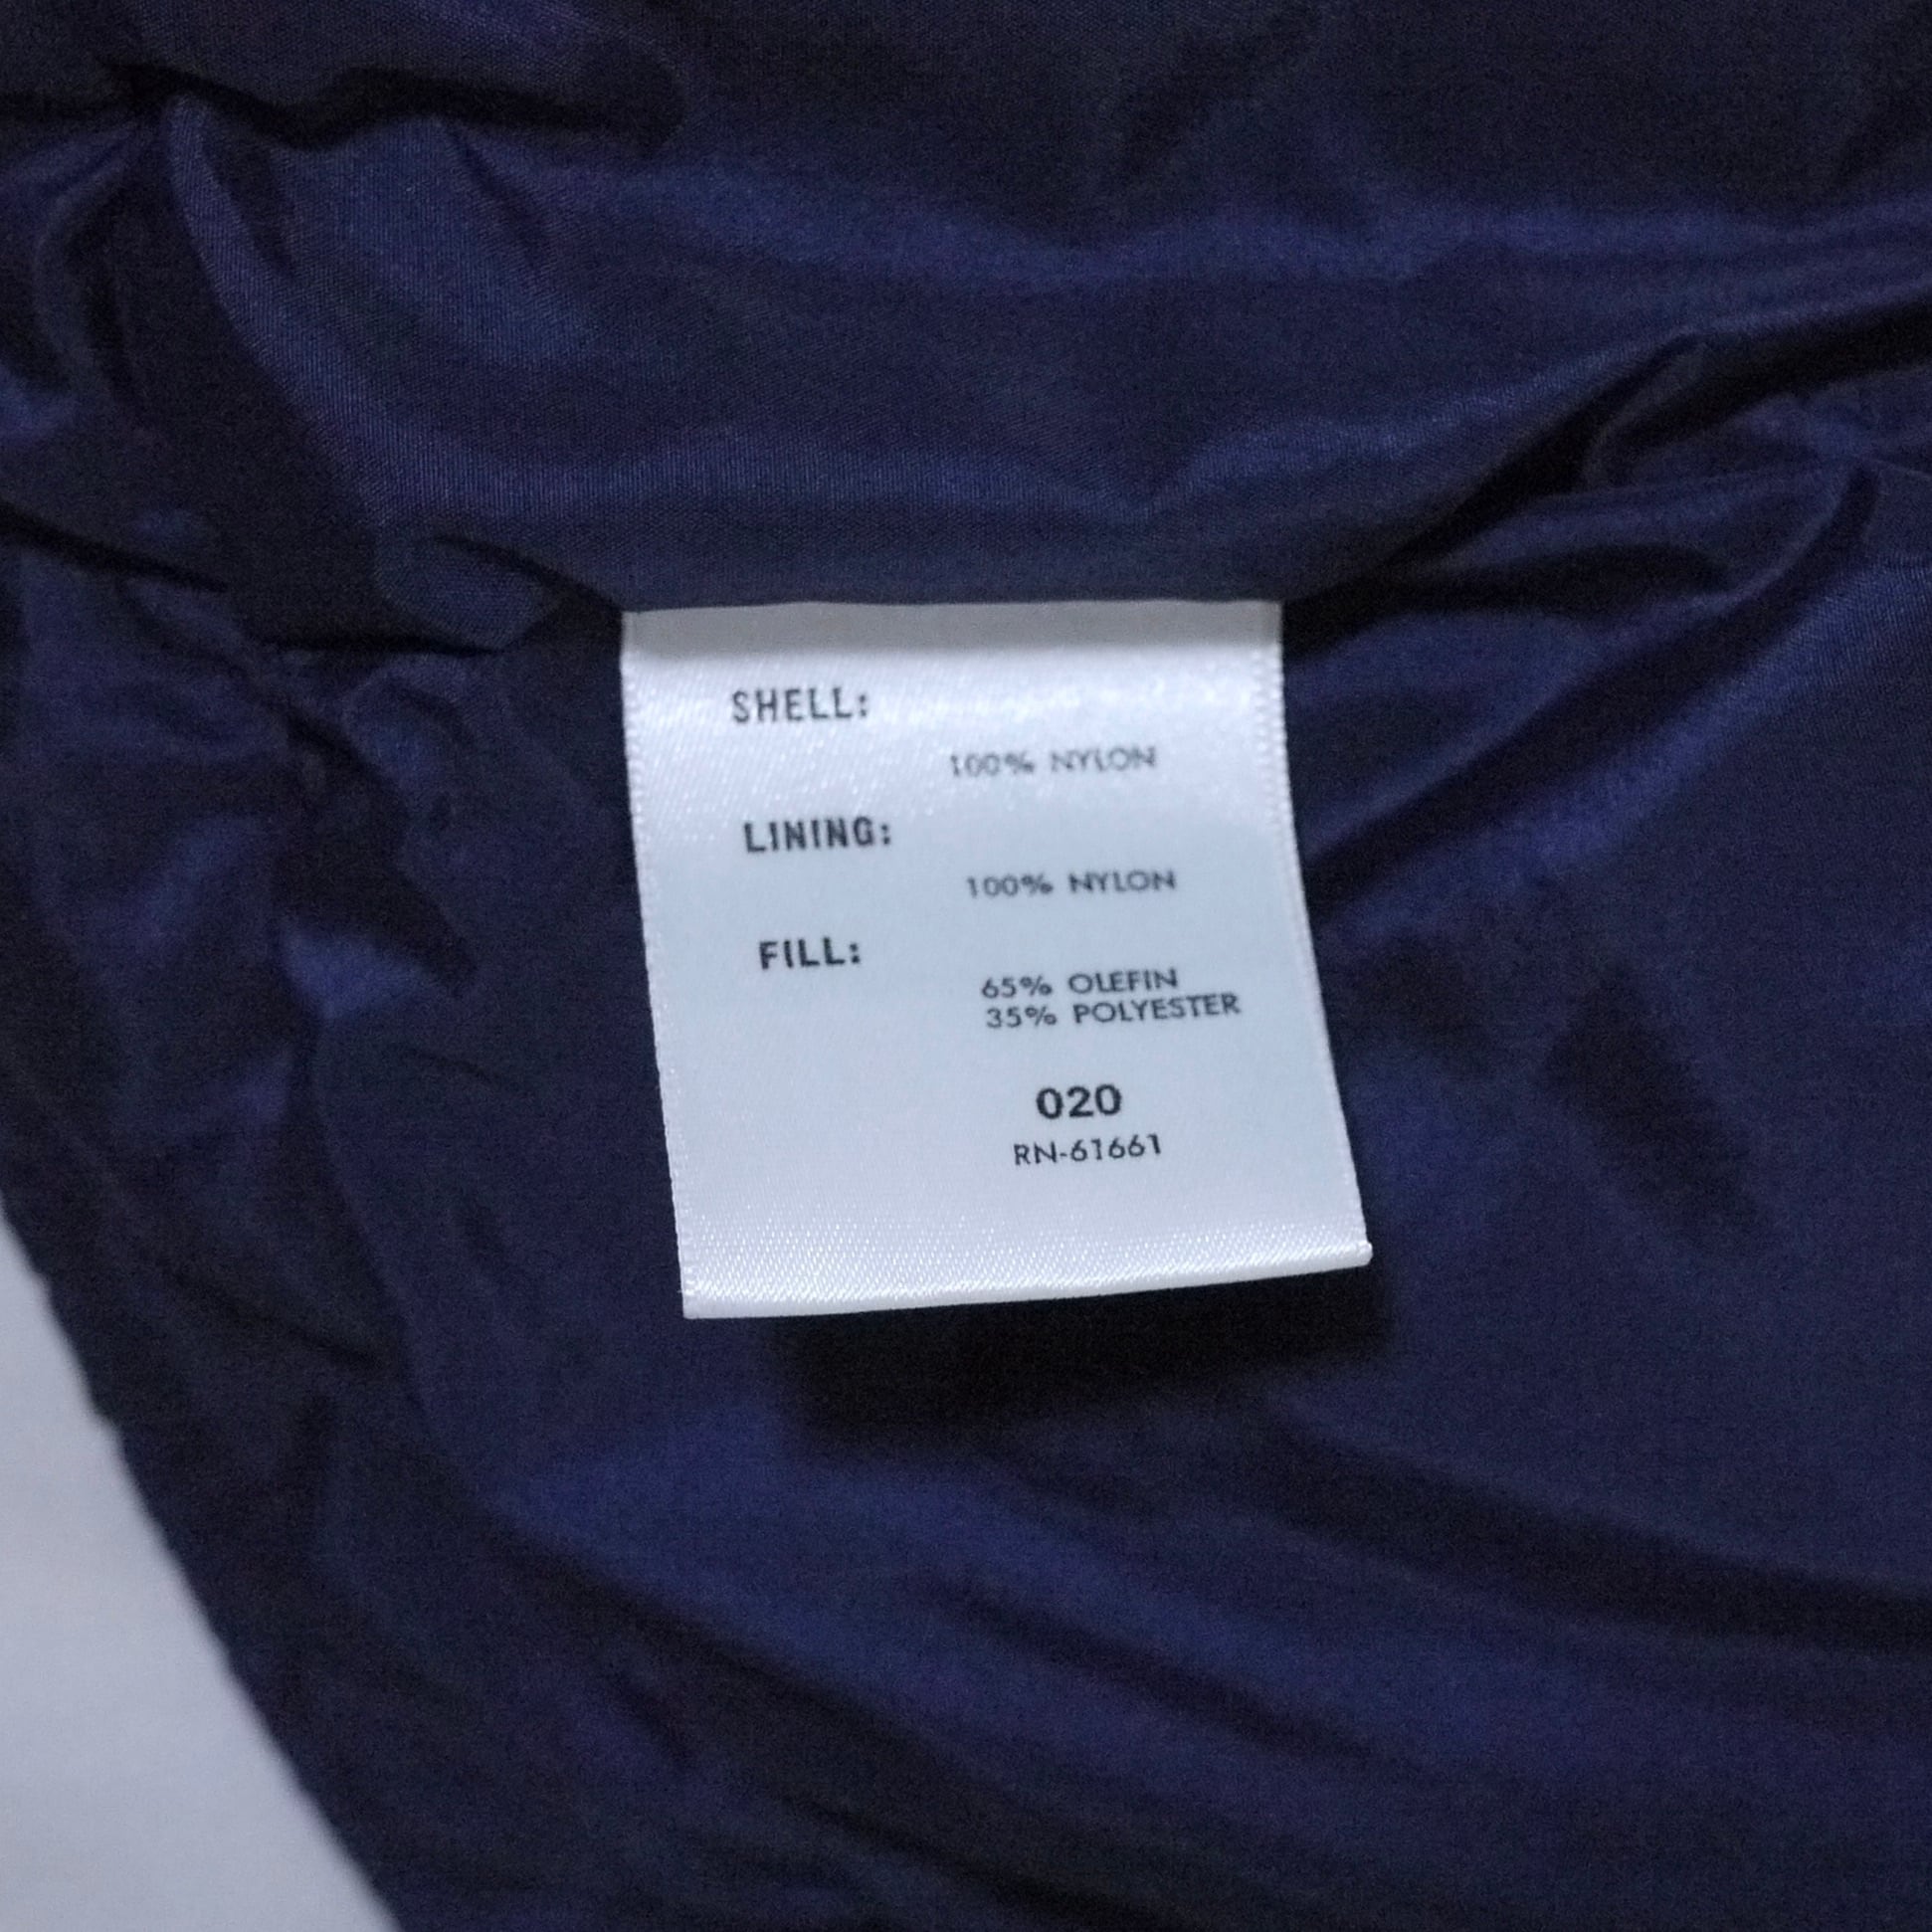 SHELL:
100% NYLON
LINING:
100% NYLON
FILL:
65% OLEFIN
35% POLYESTER
020
RN-61661